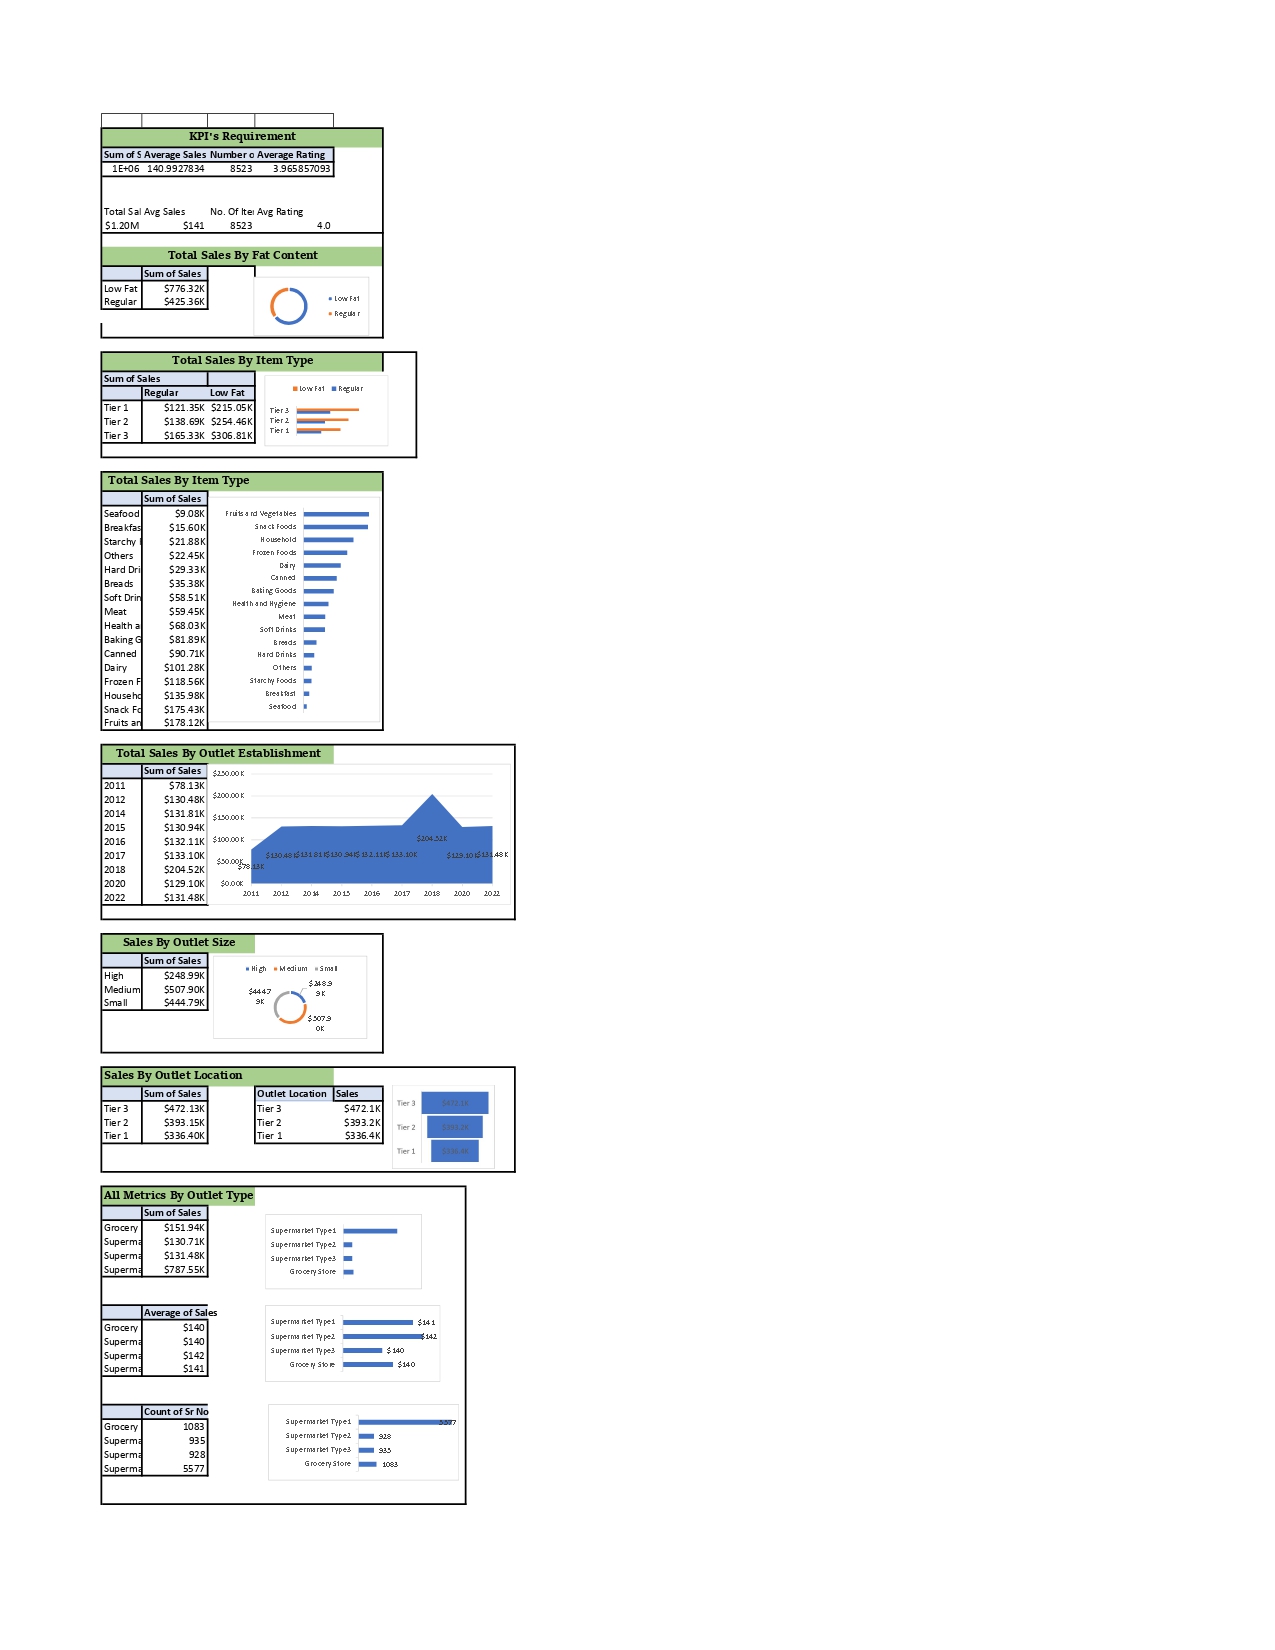 KPI's Requirement
Sum of S Average Sales Number o Average Rating
1E+06 140.9927834 8523 3.965857093
Total Sal Avg Sales No. Of Ite Avg Rating
$1.20M $141 8523 4.0
Total Sales By Fat Content
Sum of Sales
Low Fat $776.32K
Regular $425.36K
Low Fat
Regular
Total Sales By Item Type
Sum of Sales
Regular Low Fat
Tier 1 $121.35K $215.05K
Tier 2 $138.69K $254.46K
Tier 3 $165.33K $306.81K
Low Fat Regular
Tier 3
Tier 2
Tier 1
Total Sales By Item Type
Sum of Sales
Seafood $9.08K
Breakfas $15.60K
Starchy F $21.88K
Others $22.45K
Hard Dri $29.33K
Breads $35.38K
Soft Drin $58.51K
Meat $59.45K
Health a $68.03K
Baking G $81.89K
Canned $90.71K
Dairy $101.28K
Frozen F $118.56K
Househo $135.98K
Snack Fo $175.43K
Fruits an $178.12K
Fruits and Vegetables
Snack Foods
Household
Frozen Foods
Dairy
Canned
Baking Goods
Health and Hygiene
Meat
Soft Drinks
Breads
Hard Drinks
Others
Starchy Foods
Breakfast
Seafood
Total Sales By Outlet Establishment
Sum of Sales
2011 $78.13K
2012 $130.48K
2014 $131.81K
2015 $130.94K
2016 $132.11K
2017 $133.10K
2018 $204.52K
2020 $129.10K
2022 $131.48K
$250.00K
$200.00K
$150.00K
$100.00K
$50.00K
$0.00K
$78.13K $130.48K $131.81K $130.94K $132.11K $133.10K $204.52K $129.10K $131.48K
2011 2012 2014 2015 2016 2017 2018 2020 2022
Sales By Outlet Size
Sum of Sales
High $248.99K
Medium $507.90K
Small $444.79K
High Medium Small
$248.9
9K
$444.7
9K
$507.9
0K
Sales By Outlet Location
Sum of Sales
Tier 3 $472.13K
Tier 2 $393.15K
Tier 1 $336.40K
Outlet Location Sales
Tier 3 $472.1K
Tier 2 $393.2K
Tier 1 $336.4K
Tier 3 $472.1K
Tier 2 $393.2K
Tier 1 $336.4K
All Metrics By Outlet Type
Sum of Sales
Grocery $151.94K
Superma $130.71K
Superma $131.48K
Superma $787.55K
Supermarket Type1
Supermarket Type2
Supermarket Type3
Grocery Store
Average of Sales
Grocery $140
Superma $140
Superma $142
Superma $141
Supermarket Type1 $141
Supermarket Type2 $142
Supermarket Type3 $140
Grocery Store $140
Count of Sr No
Grocery 1083
Superma 935
Superma 928
Superma 5577
Supermarket Type1 5577
Supermarket Type2 928
Supermarket Type3 935
Grocery Store 1083